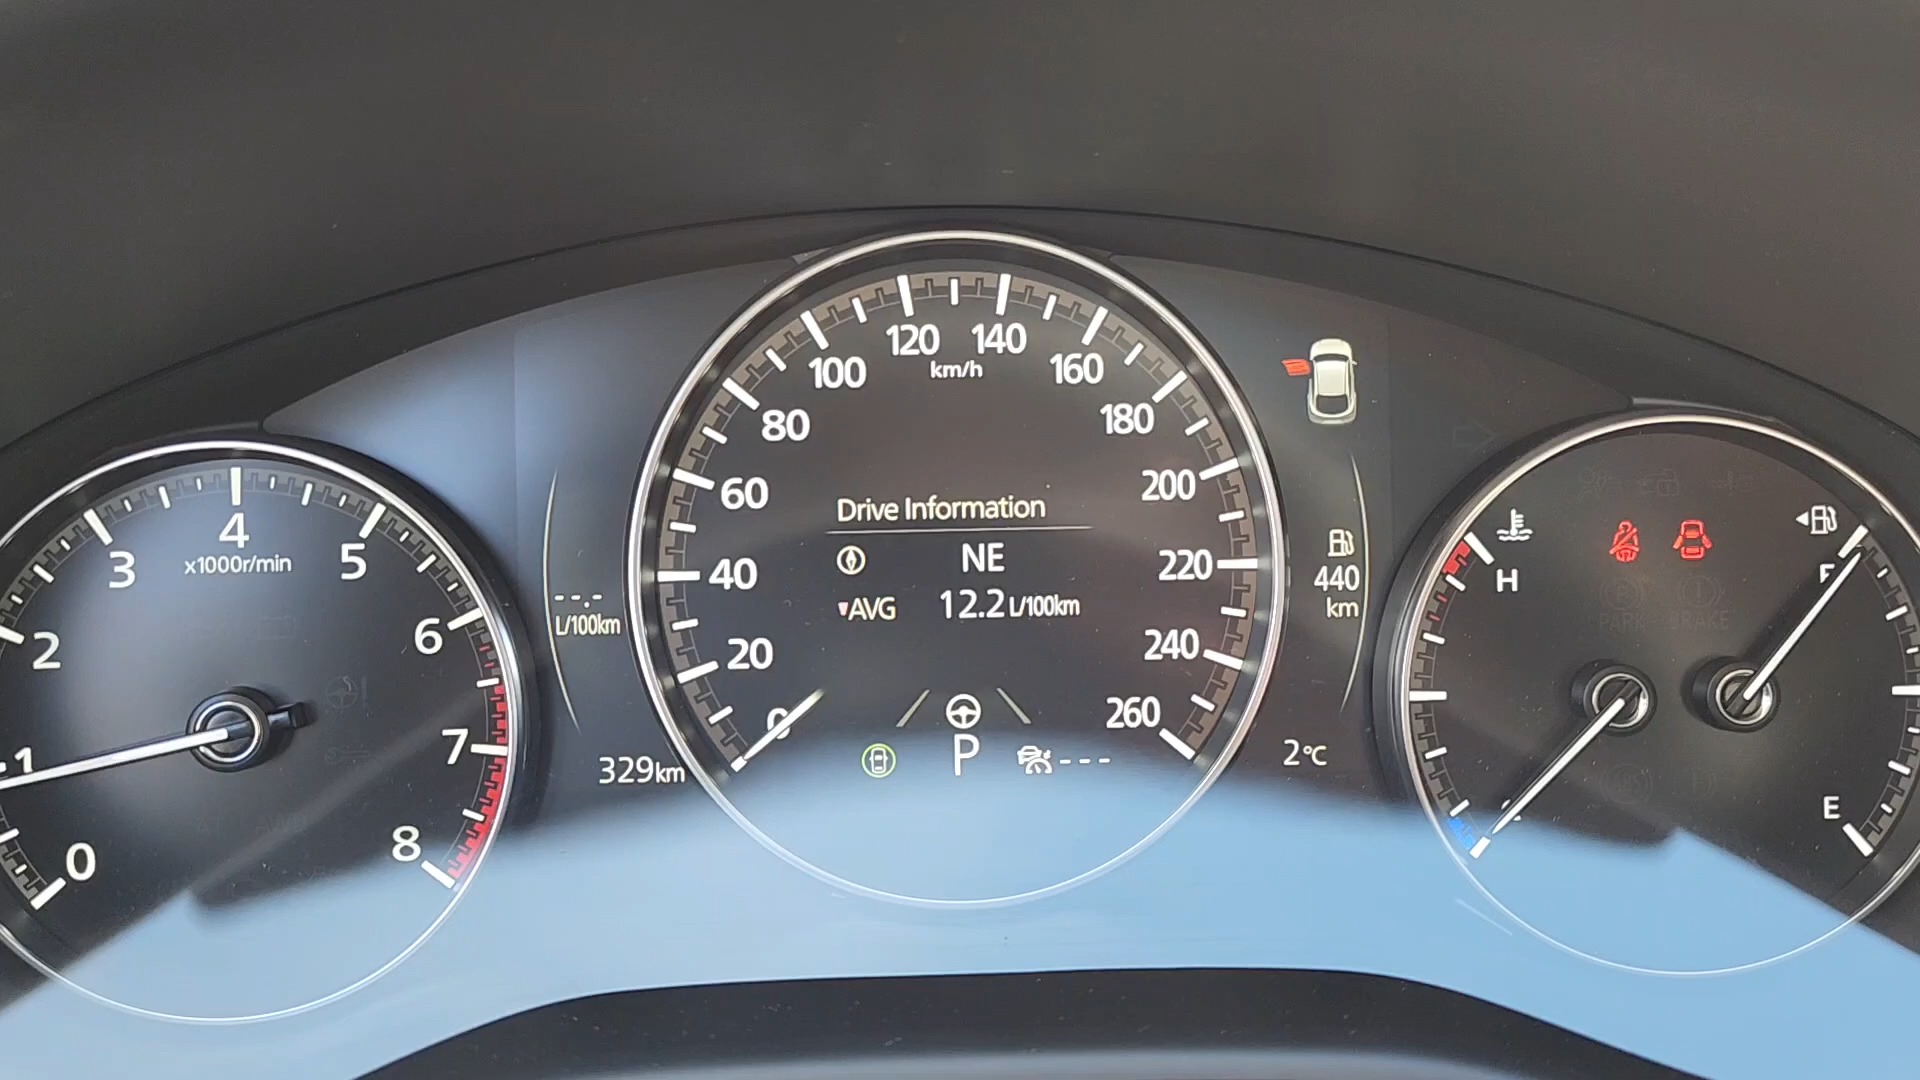 0
1
2
3
4
5
6
7
8
x1000r/min
--.-
L/100km
329km
0
20
40
60
80
100
120
140
160
180
200
220
240
260
km/h
Drive Information
NE
AVG 12.2 L/100km
P
---
440
km
2°C
H
F
E
PARK
BRAKE